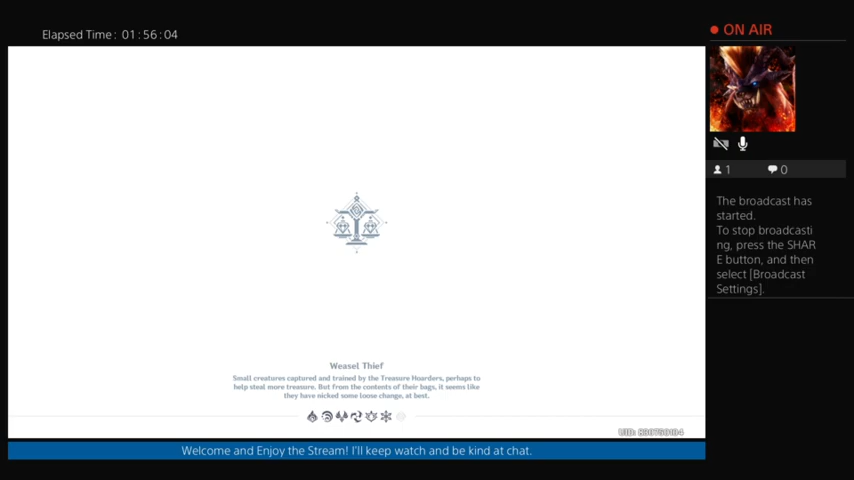 Elapsed Time: 01:56:04
ON AIR
1
0
The broadcast has
started.
To stop broadcasti
ng, press the SHAR
E button, and then
select [Broadcast
Settings].
Weasel Thief
Small creatures captured and trained by the Treasure Hoarders, perhaps to
help steal more treasure. But from the contents of their bags, it seems like
they have nicked some loose change, at best.
Welcome and Enjoy the Stream! I'll keep watch and be kind at chat.